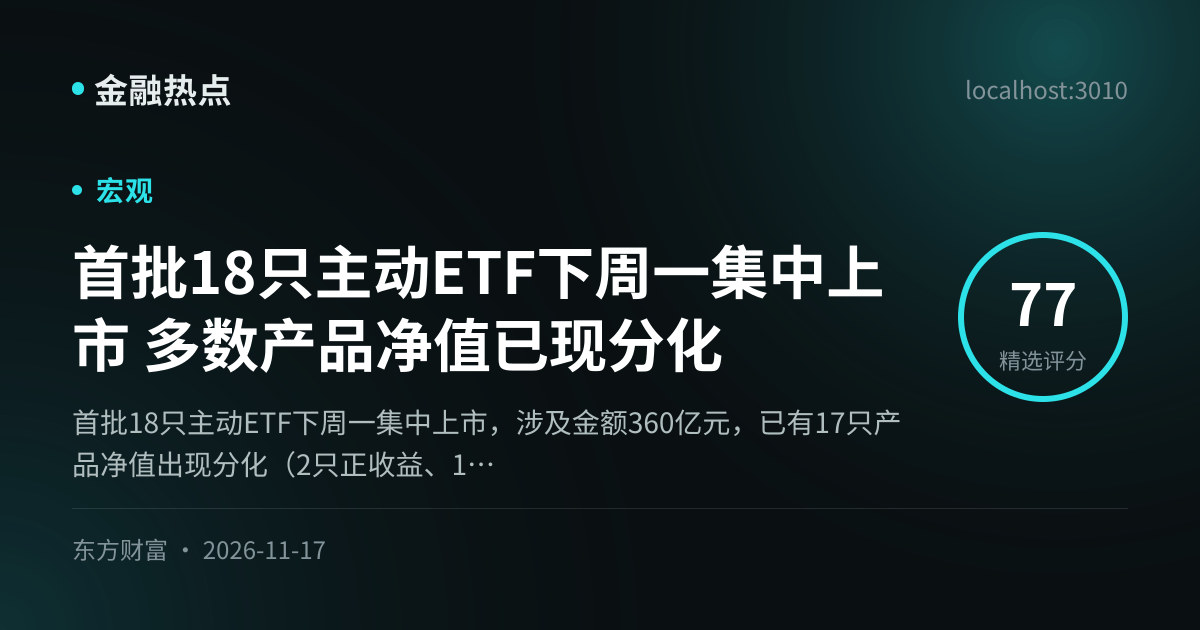 金融热点
localhost:3010
宏观
首批18只主动ETF下周一集中上
市 多数产品净值已现分化
77
精选评分
首批18只主动ETF下周一集中上市，涉及金额360亿元，已有17只产
品净值出现分化（2只正收益、1…
东方财富 · 2026-11-17